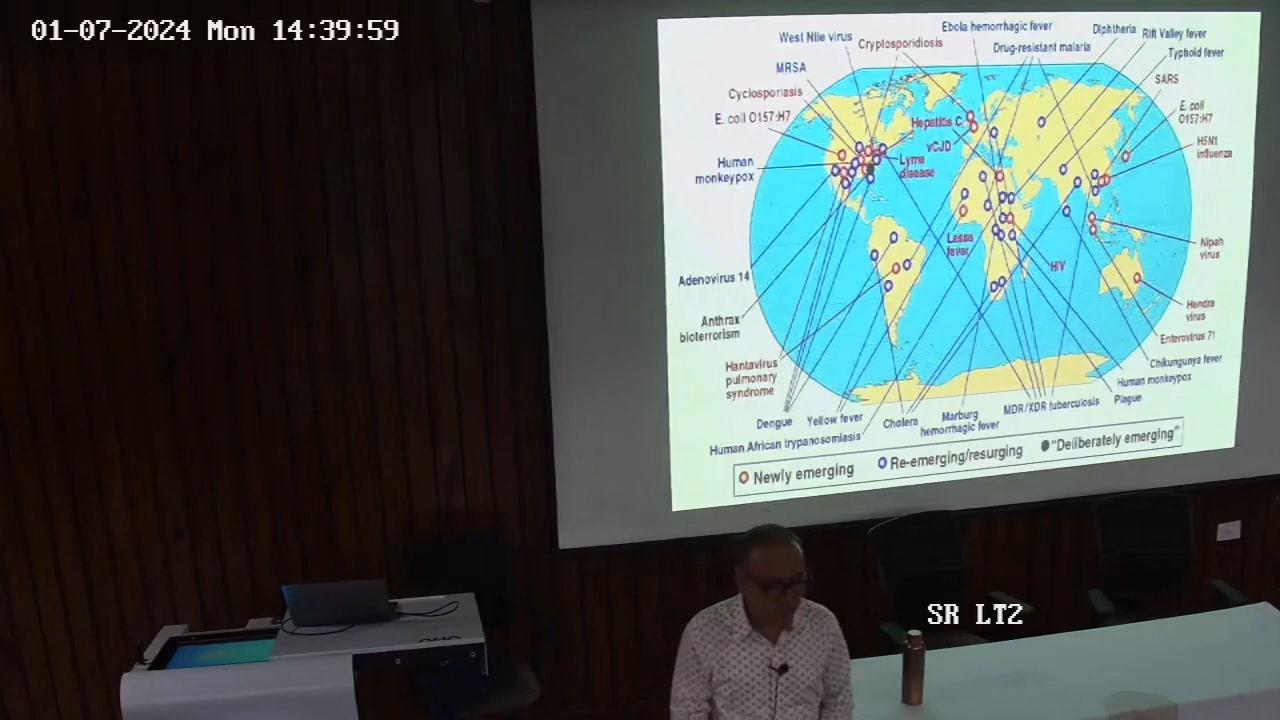 01-07-2024 Mon 14:39:59
Ebola hemorrhagic fever
Diphtheria
Rift Valley fever
West Nile virus
Cryptosporidiosis
Drug-resistant malaria
Typhoid fever
MRSA
SARS
Cyclosporiasis
E. coli
O157:H7
E. coli O157:H7
Hepatitis C
H5N1
influenza
vCJD
Human
monkeypox
Lyme
disease
Lassa
fever
Nipah
virus
HIV
Adenovirus 14
Hendra
virus
Anthrax
bioterrorism
Enterovirus 71
Chikungunya fever
Hantavirus
pulmonary
syndrome
Human monkeypox
Plague
Dengue
Yellow fever
Cholera
Marburg
hemorrhagic fever
MDR/XDR tuberculosis
Human African trypanosomiasis
Newly emerging
Re-emerging/resurging
"Deliberately emerging"
SR LT2